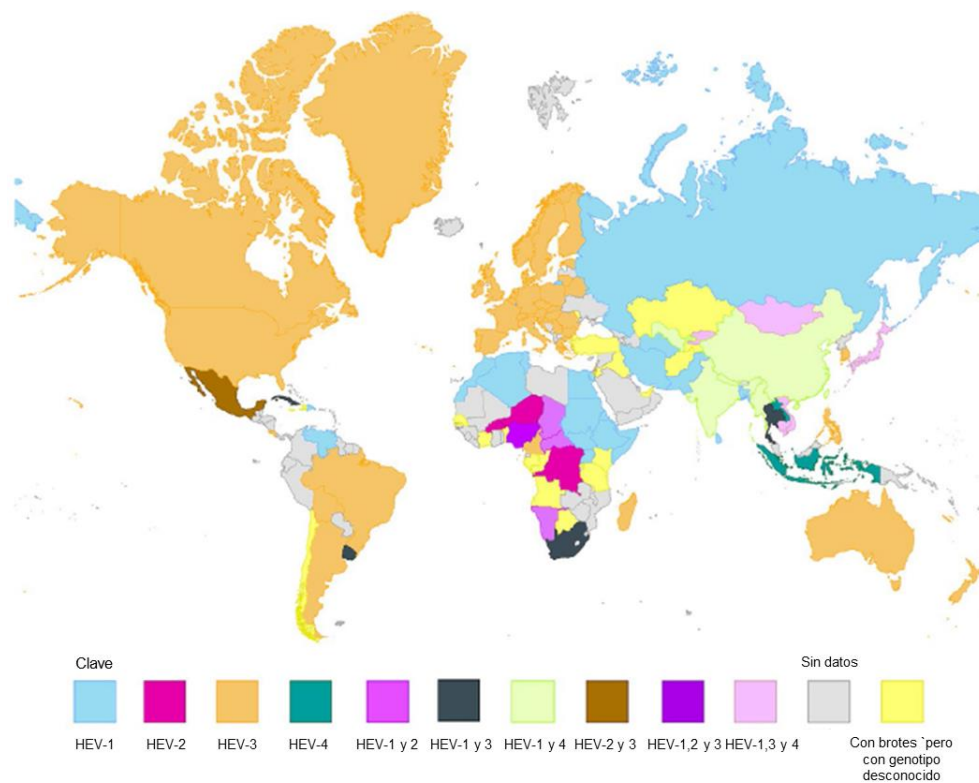 Clave
Sin datos
HEV-1
HEV-2
HEV-3
HEV-4
HEV-1 y 2
HEV-1 y 3
HEV-1 y 4
HEV-2 y 3
HEV-1,2 y 3
HEV-1,3 y 4
Con brotes `pero
con genotipo
desconocido